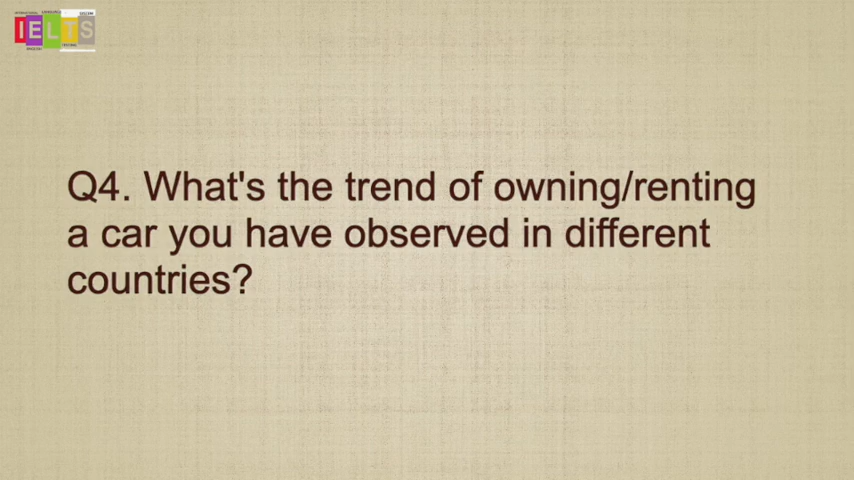 IELTS
Q4. What's the trend of owning/renting
a car you have observed in different
countries?